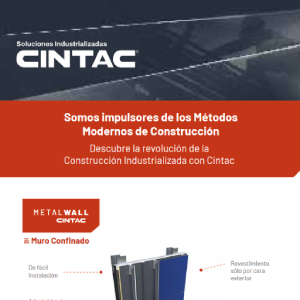 Soluciones Industrializadas
CINTAC
Somos impulsores de los Métodos
Modernos de Construcción
Descubre la revolución de la
Construcción Industrializada con Cintac
METALWALL
CINTAC
Muro Confinado
De fácil
Instalación
Revestimiento
sólo por cara
exterior